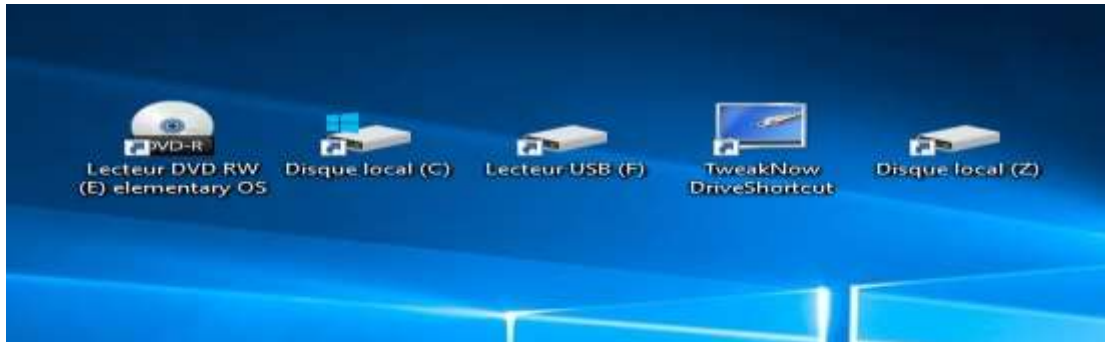 DVD-R
Lecteur DVD RW
(E) elementary OS
Disque local (C)
Lecteur USB (F)
TweakNow
DriveShortcut
Disque local (Z)